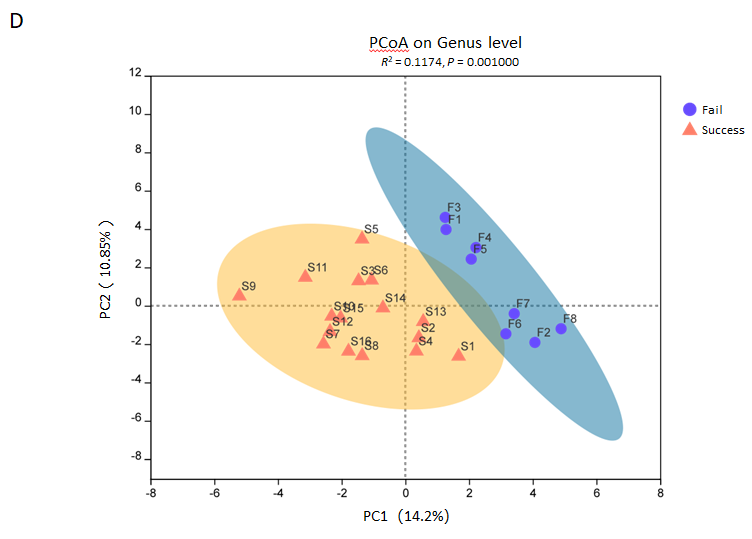 D
PCoA on Genus level
R² = 0.1174, P = 0.001000
Fail
Success
12
10
8
6
4
2
0
-2
-4
-6
-8
PC2 ( 10.85% )
F3
F1
F4
F5
S5
S11
S3
S6
S9
S14
S10
S15
S13
S12
S2
S7
S16
S8
S4
S1
F7
F6
F2
F8
-8
-6
-4
-2
0
2
4
6
8
PC1 (14.2%)